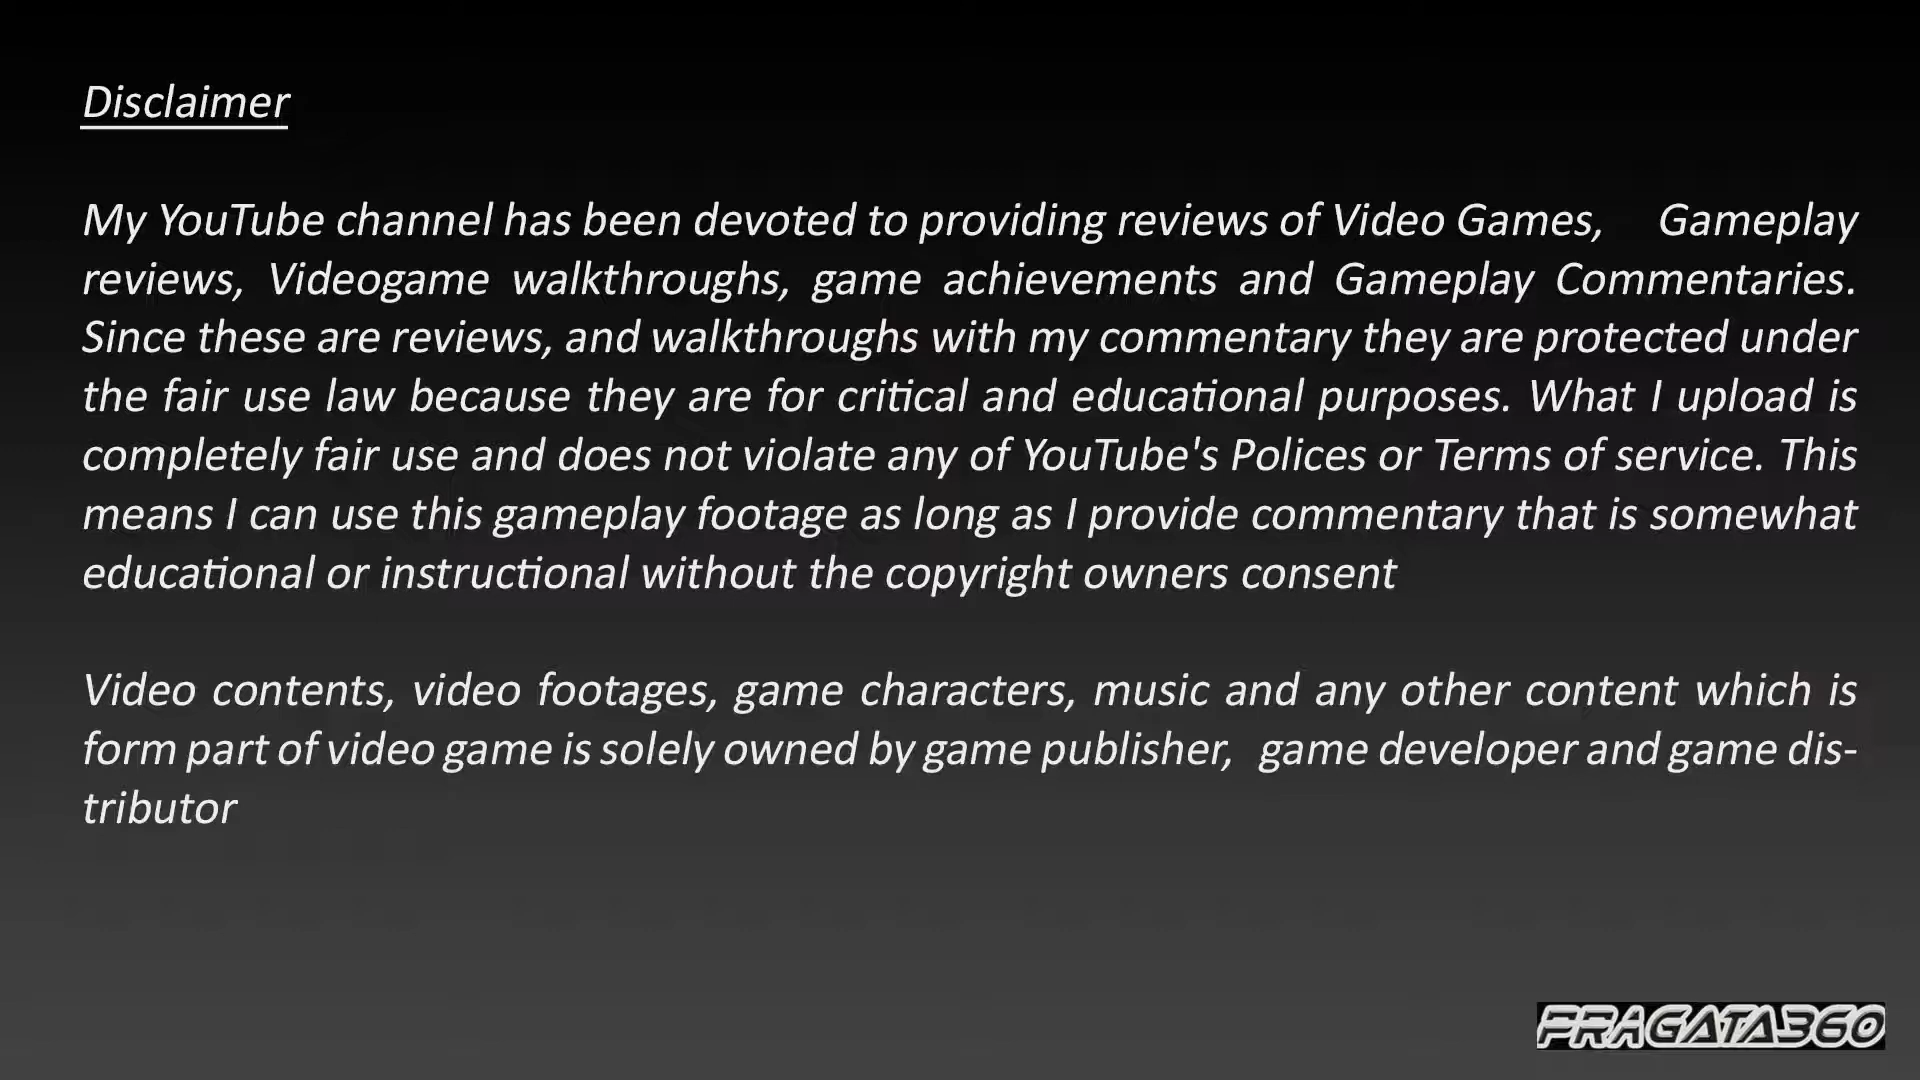 Disclaimer
My YouTube channel has been devoted to providing reviews of Video Games, Gameplay
reviews, Videogame walkthroughs, game achievements and Gameplay Commentaries.
Since these are reviews, and walkthroughs with my commentary they are protected under
the fair use law because they are for critical and educational purposes. What I upload is
completely fair use and does not violate any of YouTube's Polices or Terms of service. This
means I can use this gameplay footage as long as I provide commentary that is somewhat
educational or instructional without the copyright owners consent
Video contents, video footages, game characters, music and any other content which is
form part of video game is solely owned by game publisher, game developer and game dis-
tributor
PRAGATA360